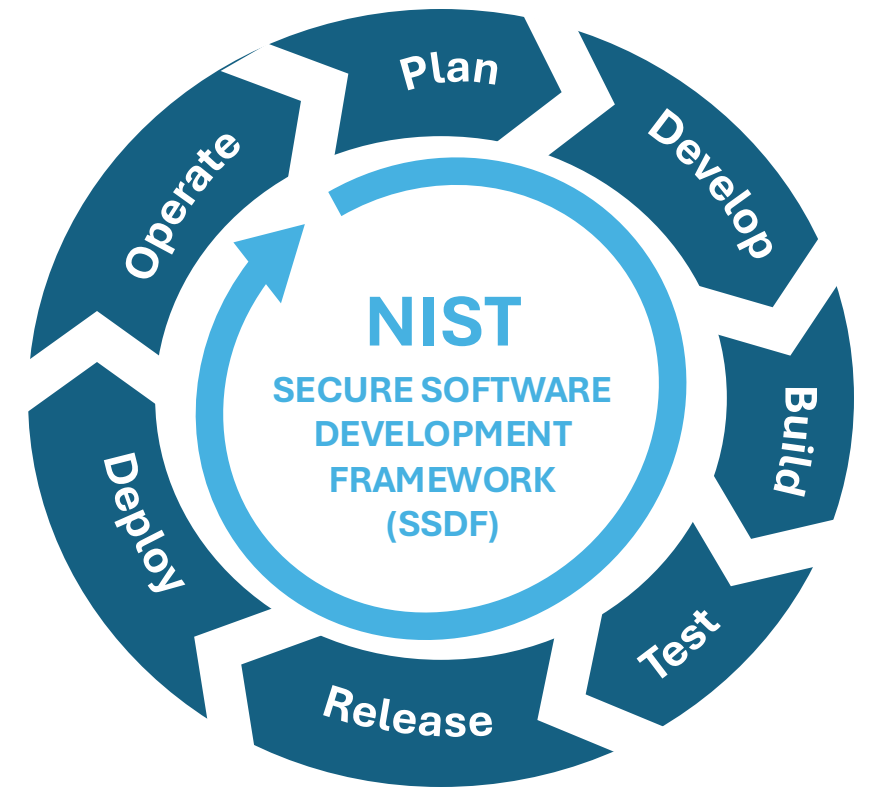 Plan
Develop
Build
Test
Release
Deploy
Operate
NIST
SECURE SOFTWARE
DEVELOPMENT
FRAMEWORK
(SSDF)